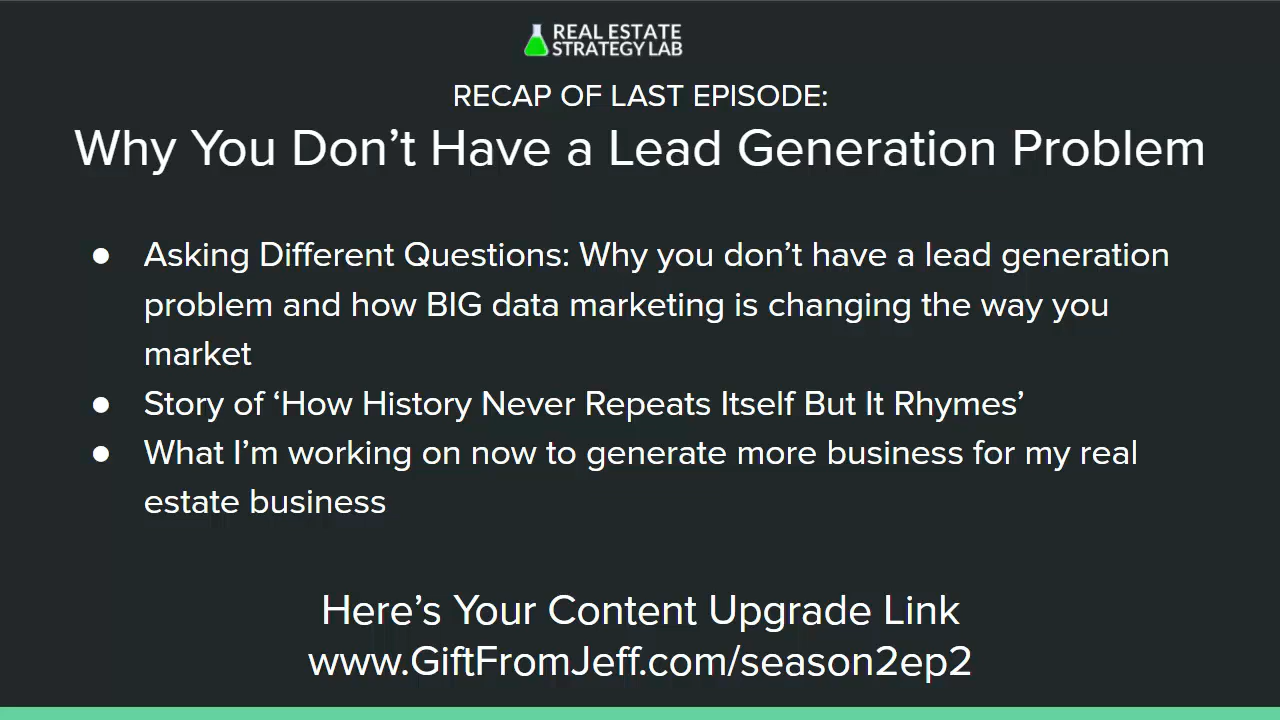 REAL ESTATE
STRATEGY LAB
RECAP OF LAST EPISODE:
Why You Don’t Have a Lead Generation Problem
● Asking Different Questions: Why you don’t have a lead generation
problem and how BIG data marketing is changing the way you
market
● Story of ‘How History Never Repeats Itself But It Rhymes’
● What I’m working on now to generate more business for my real
estate business
Here’s Your Content Upgrade Link
www.GiftFromJeff.com/season2ep2